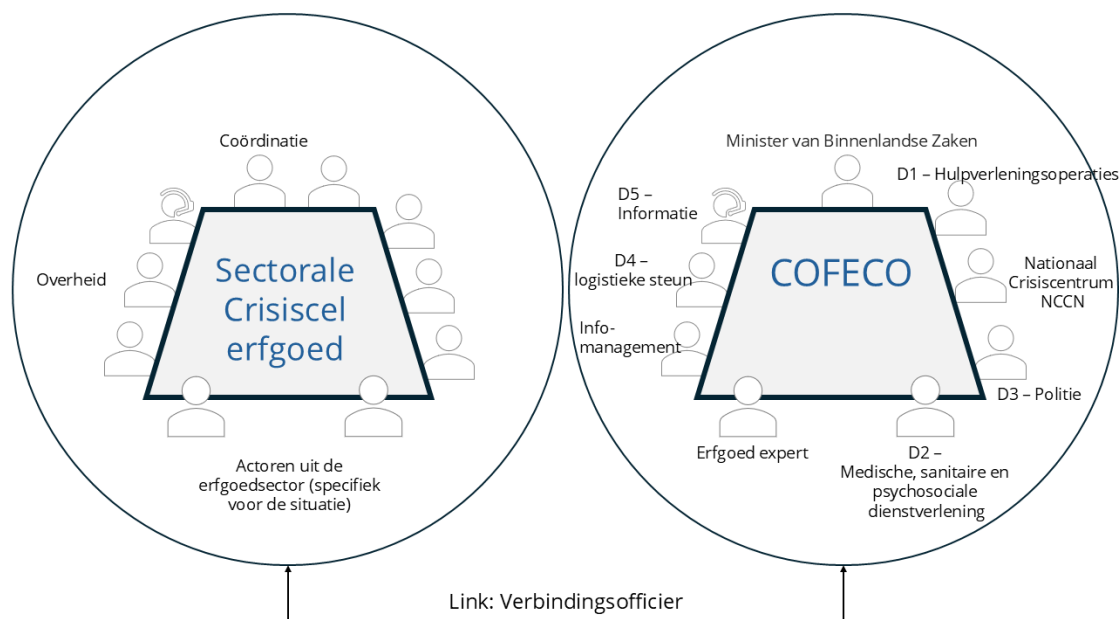 Coördinatie
Overheid
Sectorale
Crisiscel
erfgoed
Actoren uit de
erfgoedsector (specifiek
voor de situatie)
Minister van Binnenlandse Zaken
D1 – Hulpverleningsoperaties
D5 –
Informatie
D4 –
logistieke steun
Info-
management
COFECO
Nationaal
Crisiscentrum
NCCN
D3 – Politie
Erfgoed expert
D2 –
Medische, sanitaire en
psychosociale
dienstverlening
Link: Verbindingsofficier